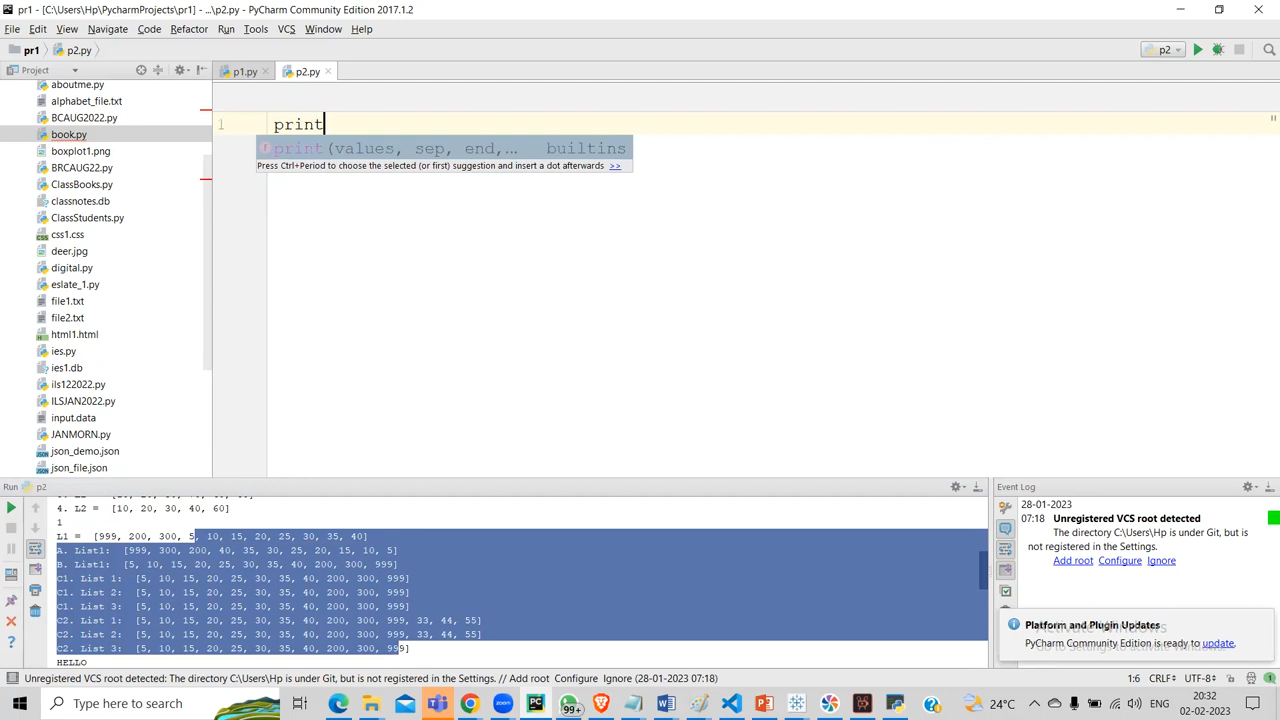 pr1 - [C:\Users\Hp\PycharmProjects\pr1] - ...\p2.py - PyCharm Community Edition 2017.1.2
File Edit View Navigate Code Refactor Run Tools VCS Window Help
pr1 p2.py p2
Project p1.py p2.py
aboutme.py
alphabet_file.txt
BCAUG2022.py
book.py
boxplot1.png
BRCAUG22.py
ClassBooks.py
classnotes.db
ClassStudents.py
css1.css
deer.jpg
digital.py
eslate_1.py
file1.txt
file2.txt
html1.html
ies.py
ies1.db
ils122022.py
ILSJAN2022.py
input.data
JANMORN.py
json_demo.json
json_file.json
1 print
print(values, sep, end,... builtins
Press Ctrl+Period to choose the selected (or first) suggestion and insert a dot afterwards >>
Run p2
4. L2 = [10, 20, 30, 40, 60]
1
L1 = [999, 200, 300, 5, 10, 15, 20, 25, 30, 35, 40]
A. List1: [999, 300, 200, 40, 35, 30, 25, 20, 15, 10, 5]
B. List1: [5, 10, 15, 20, 25, 30, 35, 40, 200, 300, 999]
C1. List 1: [5, 10, 15, 20, 25, 30, 35, 40, 200, 300, 999]
C1. List 2: [5, 10, 15, 20, 25, 30, 35, 40, 200, 300, 999]
C1. List 3: [5, 10, 15, 20, 25, 30, 35, 40, 200, 300, 999]
C2. List 1: [5, 10, 15, 20, 25, 30, 35, 40, 200, 300, 999, 33, 44, 55]
C2. List 2: [5, 10, 15, 20, 25, 30, 35, 40, 200, 300, 999, 33, 44, 55]
C2. List 3: [5, 10, 15, 20, 25, 30, 35, 40, 200, 300, 999]
HELLO
Event Log
28-01-2023
07:18 Unregistered VCS root detected
The directory C:\Users\Hp is under Git, but is
not registered in the Settings.
Add root Configure Ignore
Activate Windows
Platform and Plugin Updates
PyCharm Community Edition is ready to update.
Unregistered VCS root detected: The directory C:\Users\Hp is under Git, but is not registered in the Settings. // Add root Configure Ignore (28-01-2023 07:18)
1:6 CRLF÷ UTF-8÷ 1
Type here to search
zoom
99+
24°C
ENG
20:32
02-02-2023